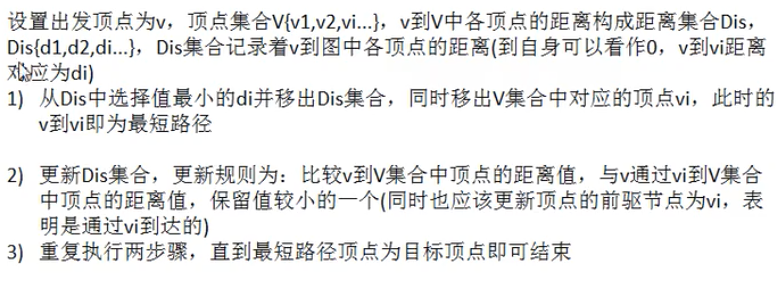 设置出发顶点为v，顶点集合V{v1,v2,vi...}，v到V中各顶点的距离构成距离集合Dis，
Dis{d1,d2,di...}，Dis集合记录着v到图中各顶点的距离(到自身可以看作0，v到vi距离
对应为di)
1) 从Dis中选择值最小的di并移出Dis集合，同时移出V集合中对应的顶点vi，此时的
v到vi即为最短路径
2) 更新Dis集合，更新规则为：比较v到V集合中顶点的距离值，与v通过vi到V集合
中顶点的距离值，保留值较小的一个(同时也应该更新顶点的前驱节点为vi，表
明是通过vi到达的)
3) 重复执行两步骤，直到最短路径顶点为目标顶点即可结束